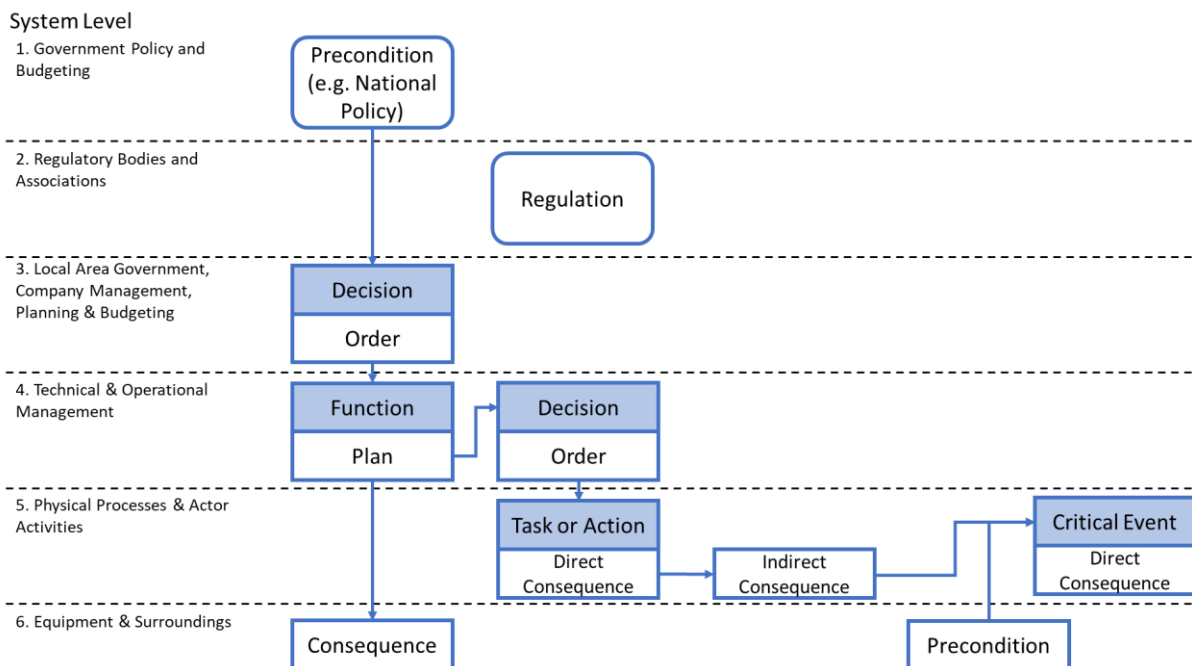 System Level
1. Government Policy and
Budgeting
Precondition
(e.g. National
Policy)
2. Regulatory Bodies and
Associations
Regulation
3. Local Area Government,
Company Management,
Planning & Budgeting
Decision
Order
4. Technical & Operational
Management
Function
Plan
Decision
Order
5. Physical Processes & Actor
Activities
Task or Action
Direct
Consequence
Indirect
Consequence
Critical Event
Direct
Consequence
6. Equipment & Surroundings
Consequence
Precondition